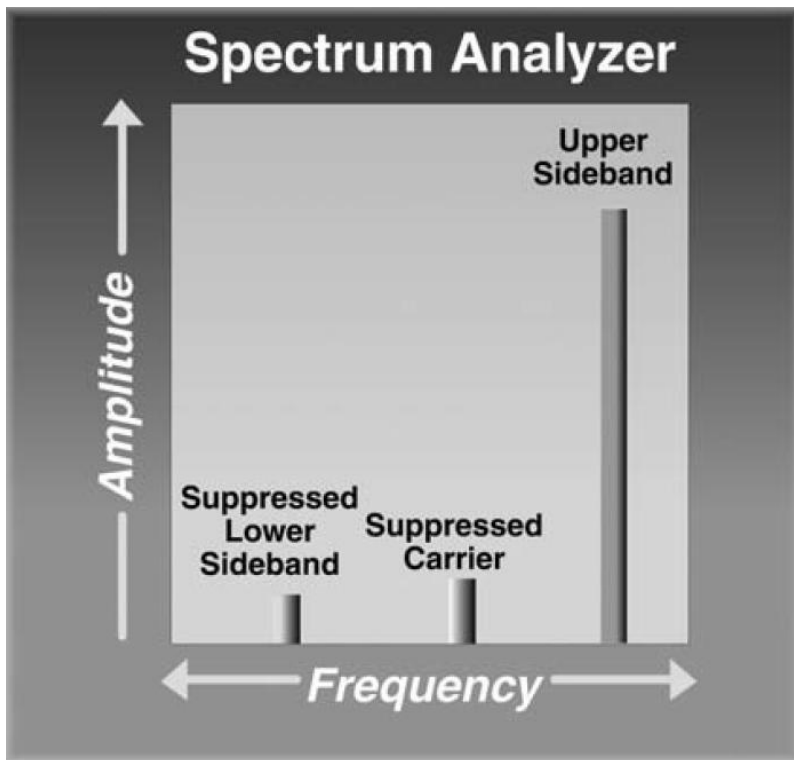 Spectrum Analyzer
Amplitude
Upper
Sideband
Suppressed
Lower
Sideband
Suppressed
Carrier
Frequency